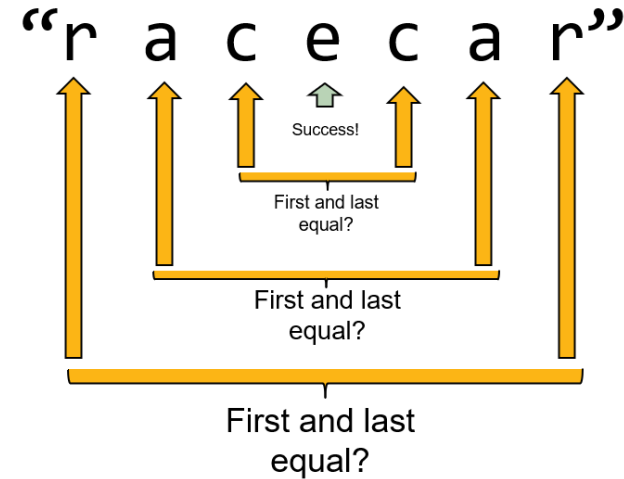 “r a c e c a r”
Success!
First and last
equal?
First and last
equal?
First and last
equal?